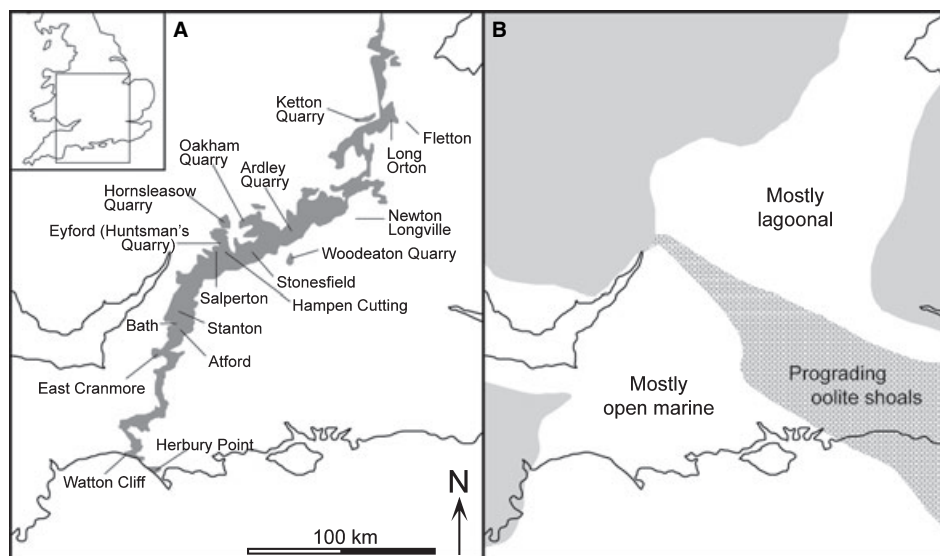 A
Ketton
Quarry
Fletton
Oakham
Quarry
Long
Orton
Ardley
Quarry
Hornsleasow
Quarry
Newton
Longville
Eyford (Huntsman's
Quarry)
Woodeaton Quarry
Stonesfield
Salperton
Hampen Cutting
Bath
Stanton
Atford
East Cranmore
Herbury Point
Watton Cliff
N
100 km
B
Mostly
lagoonal
Prograding
oolite shoals
Mostly
open marine